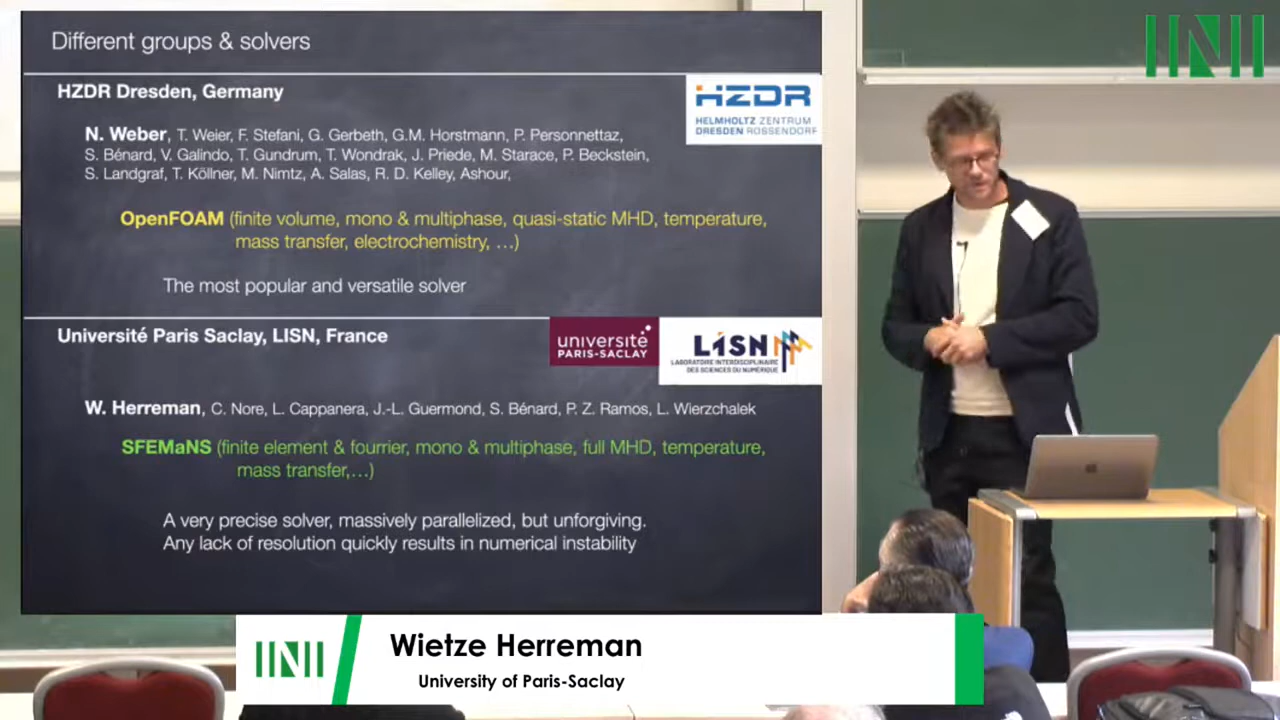 Different groups & solvers
HZDR Dresden, Germany
HZDR
HELMHOLTZ ZENTRUM
DRESDEN ROSSENDORF
N. Weber, T. Weier, F. Stefani, G. Gerbeth, G.M. Horstmann, P. Personnettaz,
S. Bénard, V. Galindo, T. Gundrum, T. Wondrak, J. Priede, M. Starace, P. Beckstein,
S. Landgraf, T. Köllner, M. Nimtz, A. Salas, R. D. Kelley, Ashour,
OpenFOAM (finite volume, mono & multiphase, quasi-static MHD, temperature,
mass transfer, electrochemistry, …)
The most popular and versatile solver
Université Paris Saclay, LISN, France
université
PARIS-SACLAY
LISN
LABORATOIRE INTERDISCIPLINAIRE
DES SCIENCES DU NUMÉRIQUE
W. Herreman, C. Nore, L. Cappanera, J.-L. Guermond, S. Bénard, P. Z. Ramos, L. Wierzchalek
SFEMaNS (finite element & fourrier, mono & multiphase, full MHD, temperature,
mass transfer,…)
A very precise solver, massively parallelized, but unforgiving.
Any lack of resolution quickly results in numerical instability
Wietze Herreman
University of Paris-Saclay